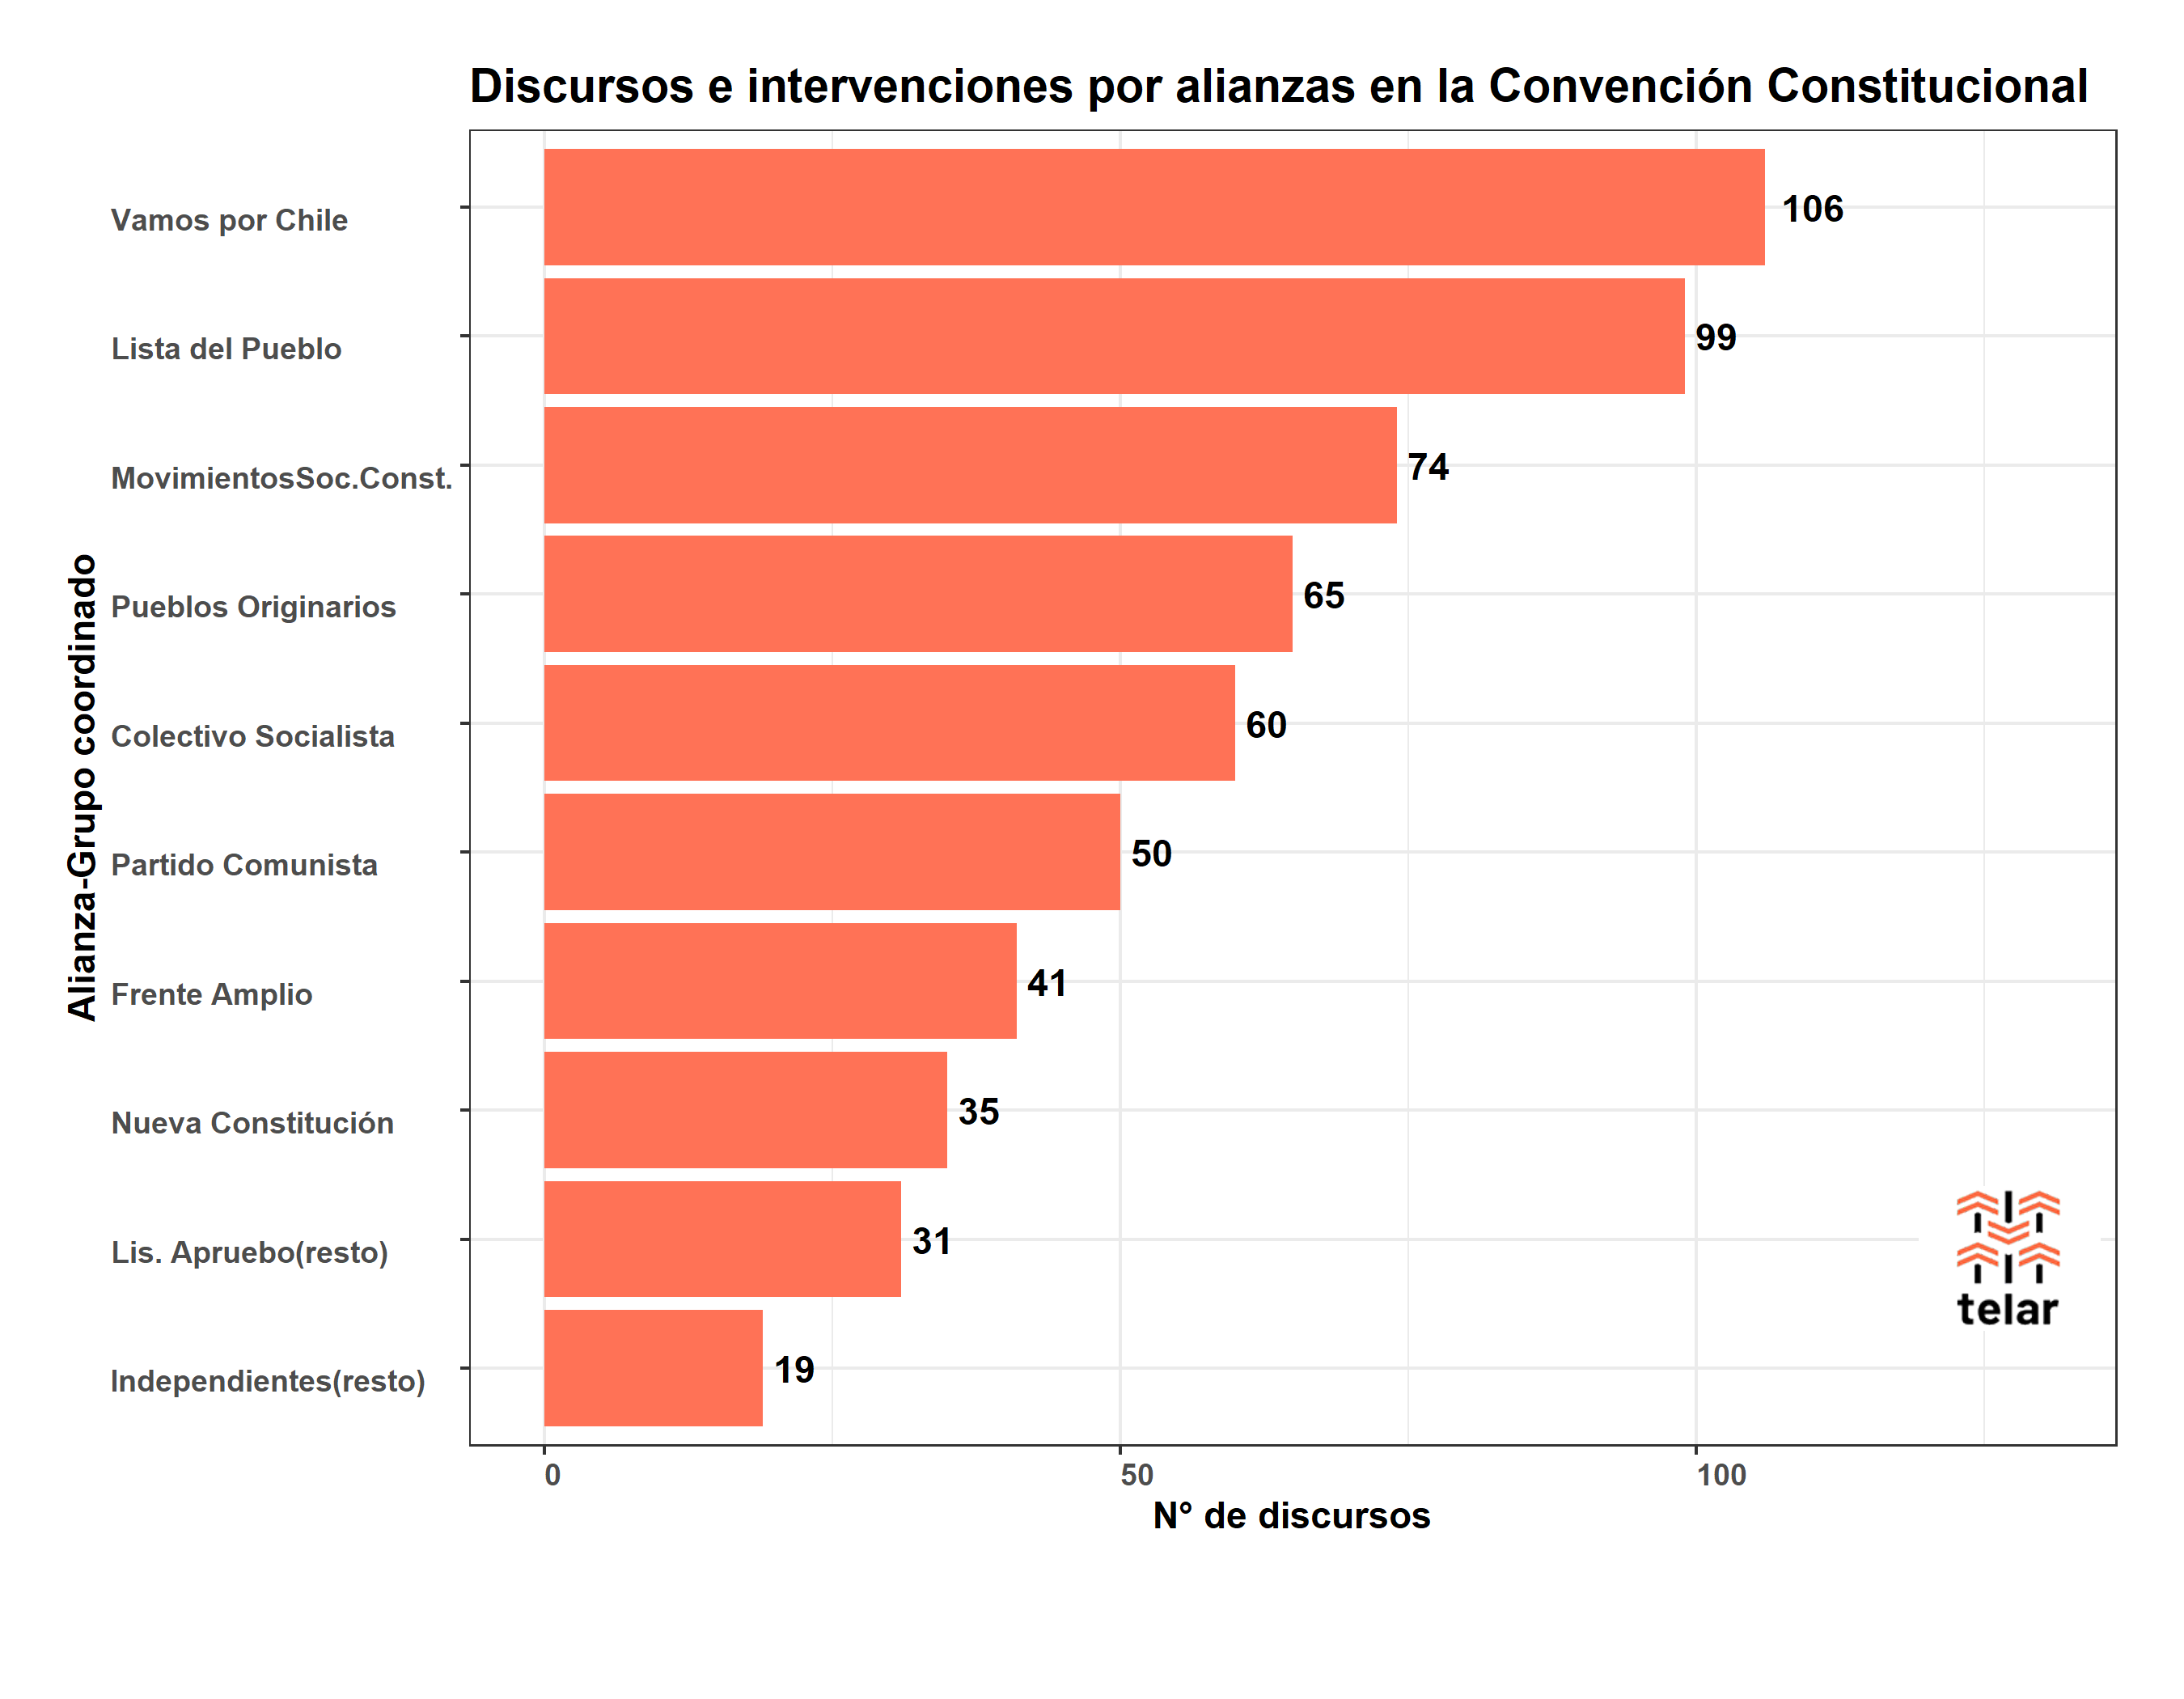 Discursos e intervenciones por alianzas en la Convención Constitucional
Alianza-Grupo coordinado
Vamos por Chile
106
Lista del Pueblo
99
MovimientosSoc.Const.
74
Pueblos Originarios
65
Colectivo Socialista
60
Partido Comunista
50
Frente Amplio
41
Nueva Constitución
35
Lis. Apruebo(resto)
31
Independientes(resto)
19
telar
0 50 100
N° de discursos